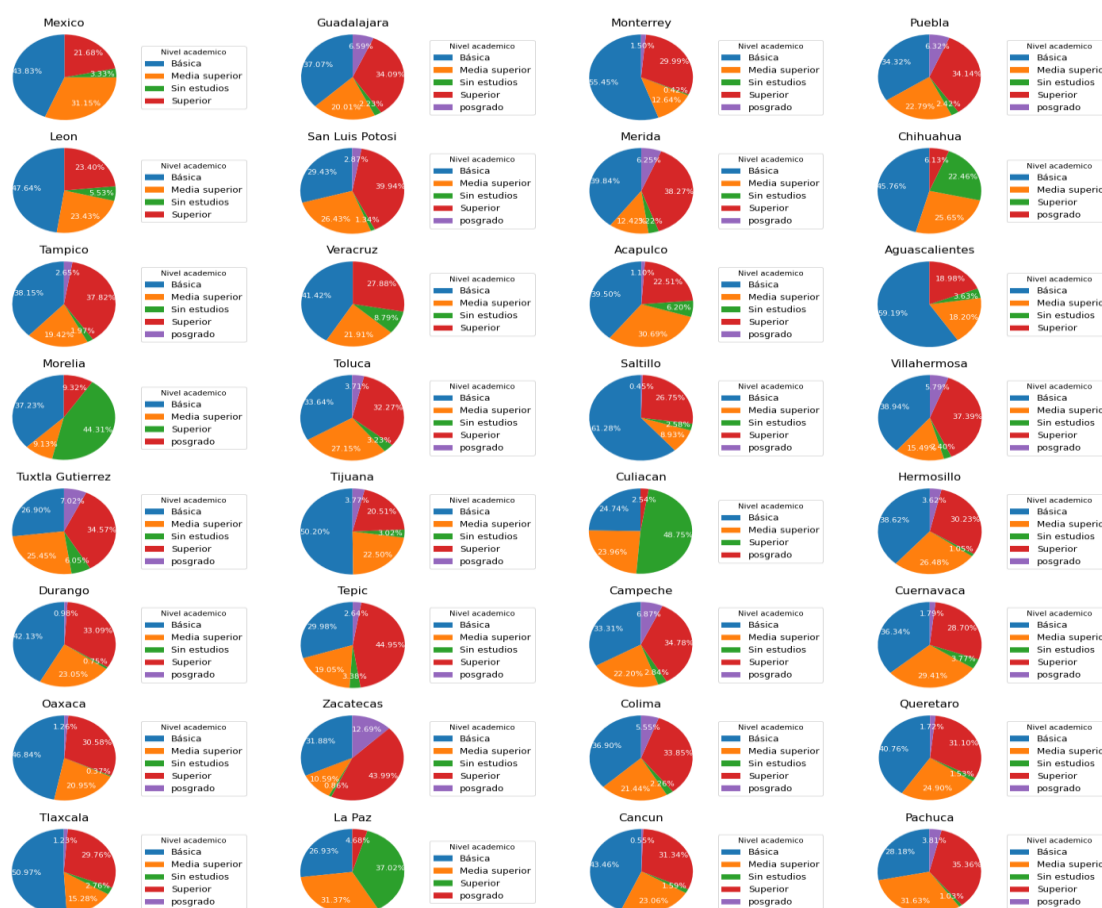 Mexico
43.83%
21.68%
3.33%
31.15%
Nivel academico
Básica
Media superior
Sin estudios
Superior
Guadalajara
37.07%
6.59%
34.09%
2.23%
20.01%
Nivel academico
Básica
Media superior
Sin estudios
Superior
posgrado
Monterrey
55.45%
1.50%
29.99%
0.42%
12.64%
Nivel academico
Básica
Media superior
Sin estudios
Superior
posgrado
Puebla
34.32%
6.32%
34.14%
2.42%
22.79%
Nivel academico
Básica
Media superior
Sin estudios
Superior
posgrado
Leon
47.64%
23.40%
5.53%
23.43%
Nivel academico
Básica
Media superior
Sin estudios
Superior
San Luis Potosi
29.43%
2.87%
39.94%
1.34%
26.43%
Nivel academico
Básica
Media superior
Sin estudios
Superior
posgrado
Merida
39.84%
6.25%
38.27%
3.22%
12.42%
Nivel academico
Básica
Media superior
Sin estudios
Superior
posgrado
Chihuahua
45.76%
6.13%
22.46%
25.65%
Nivel academico
Básica
Media superior
Superior
posgrado
Tampico
38.15%
2.65%
37.82%
1.97%
19.42%
Nivel academico
Básica
Media superior
Sin estudios
Superior
posgrado
Veracruz
41.42%
27.88%
8.79%
21.91%
Nivel academico
Básica
Media superior
Sin estudios
Superior
Acapulco
39.50%
1.10%
22.51%
6.20%
30.69%
Nivel academico
Básica
Media superior
Sin estudios
Superior
posgrado
Aguascalientes
59.19%
18.98%
3.63%
18.20%
Nivel academico
Básica
Media superior
Sin estudios
Superior
Morelia
37.23%
9.32%
44.31%
9.13%
Nivel academico
Básica
Media superior
Superior
posgrado
Toluca
33.64%
3.71%
32.27%
3.23%
27.15%
Nivel academico
Básica
Media superior
Sin estudios
Superior
posgrado
Saltillo
61.28%
0.45%
26.75%
2.58%
8.93%
Nivel academico
Básica
Media superior
Sin estudios
Superior
posgrado
Villahermosa
38.94%
5.79%
37.39%
2.40%
15.49%
Nivel academico
Básica
Media superior
Sin estudios
Superior
posgrado
Tuxtla Gutierrez
26.90%
7.02%
34.57%
6.05%
25.45%
Nivel academico
Básica
Media superior
Sin estudios
Superior
posgrado
Tijuana
50.20%
3.77%
20.51%
3.02%
22.50%
Nivel academico
Básica
Media superior
Sin estudios
Superior
posgrado
Culiacan
24.74%
2.54%
48.75%
23.96%
Nivel academico
Básica
Media superior
Superior
posgrado
Hermosillo
38.62%
3.62%
30.23%
1.05%
26.48%
Nivel academico
Básica
Media superior
Sin estudios
Superior
posgrado
Durango
42.13%
0.98%
33.09%
0.75%
23.05%
Nivel academico
Básica
Media superior
Sin estudios
Superior
posgrado
Tepic
29.98%
2.64%
44.95%
3.38%
19.05%
Nivel academico
Básica
Media superior
Sin estudios
Superior
posgrado
Campeche
33.31%
6.87%
34.78%
2.84%
22.20%
Nivel academico
Básica
Media superior
Sin estudios
Superior
posgrado
Cuernavaca
36.34%
1.79%
28.70%
3.77%
29.41%
Nivel academico
Básica
Media superior
Sin estudios
Superior
posgrado
Oaxaca
46.84%
1.26%
30.58%
0.37%
20.95%
Nivel academico
Básica
Media superior
Sin estudios
Superior
posgrado
Zacatecas
31.88%
12.69%
43.99%
0.86%
10.59%
Nivel academico
Básica
Media superior
Sin estudios
Superior
posgrado
Colima
36.90%
5.55%
33.85%
2.26%
21.44%
Nivel academico
Básica
Media superior
Sin estudios
Superior
posgrado
Queretaro
40.76%
1.72%
31.10%
1.53%
24.90%
Nivel academico
Básica
Media superior
Sin estudios
Superior
posgrado
Tlaxcala
50.97%
1.23%
29.76%
2.76%
15.28%
Nivel academico
Básica
Media superior
Sin estudios
Superior
posgrado
La Paz
26.93%
4.68%
37.02%
31.37%
Nivel academico
Básica
Media superior
Superior
posgrado
Cancun
43.46%
0.55%
31.34%
1.59%
23.06%
Nivel academico
Básica
Media superior
Sin estudios
Superior
posgrado
Pachuca
28.18%
3.81%
35.36%
1.03%
31.63%
Nivel academico
Básica
Media superior
Sin estudios
Superior
posgrado